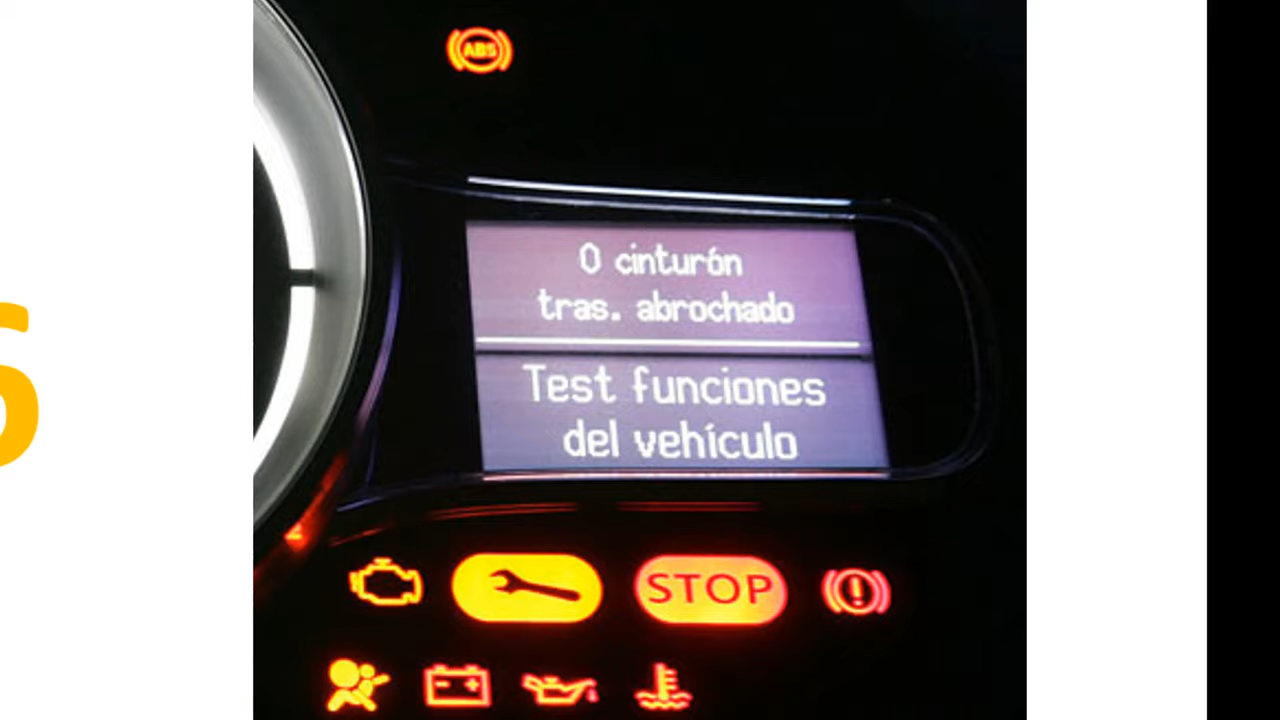 ABS
0 cinturón
tras. abrochado
Test funciones
del vehículo
STOP